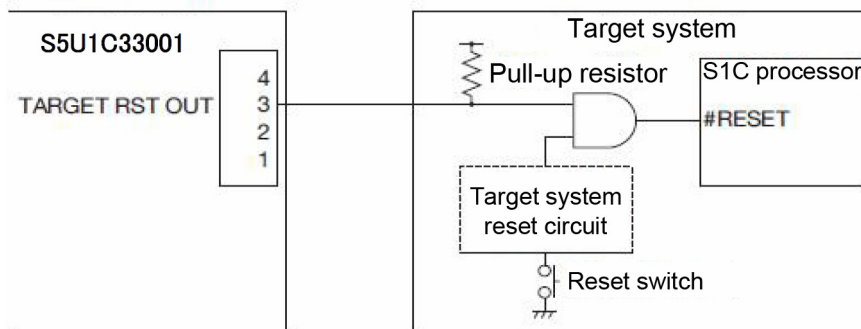 S5U1C33001
TARGET RST OUT
4
3
2
1
Target system
Pull-up resistor
S1C processor
#RESET
Target system
reset circuit
Reset switch